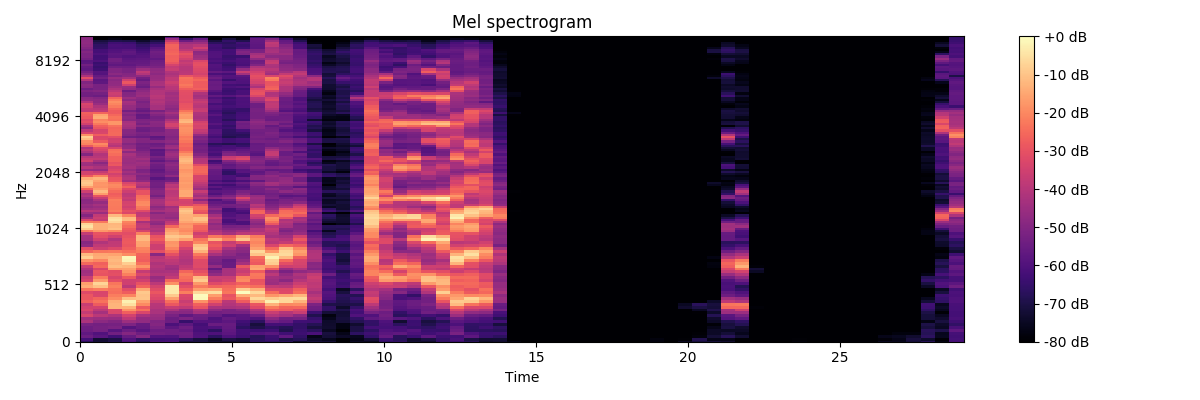 Mel spectrogram
Hz
8192
4096
2048
1024
512
0
0 5 10 15 20 25
Time
+0 dB
-10 dB
-20 dB
-30 dB
-40 dB
-50 dB
-60 dB
-70 dB
-80 dB